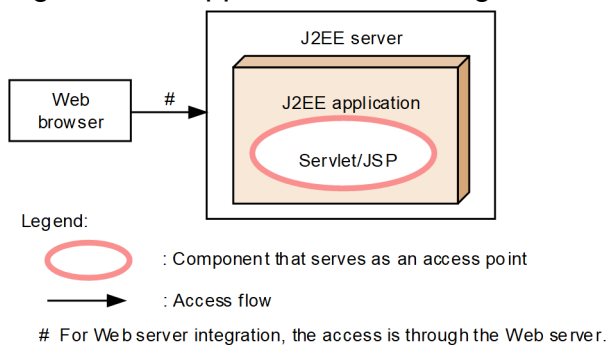 J2EE server
J2EE application
Web
browser
#
Servlet/JSP
Legend:
: Component that serves as an access point
: Access flow
# For Web server integration, the access is through the Web server.